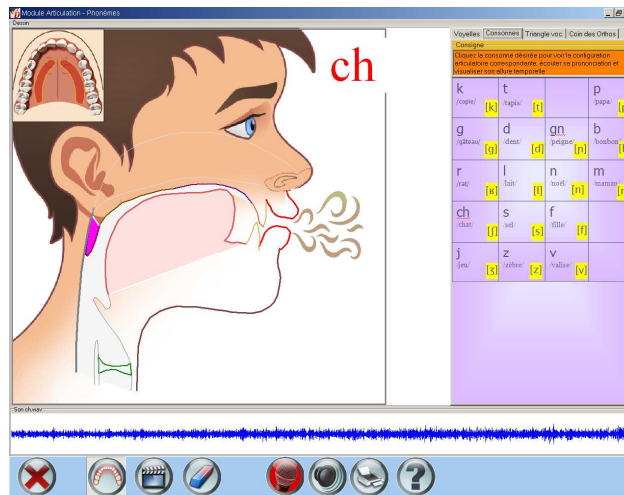 Module Articulation - Phonèmes
Dessin
ch
Voyelles Consonnes Triangle voc. Coin des Orthos
Consigne
Cliquez la consonne désirée pour voir la configuration
articulatoire correspondante, écouter sa prononciation et
visualiser son allure temporelle.
k t p
/copie/ [k] /tapis/ [t] /papa/ [p
g d gn b
/gâteau/ [g] /dent/ [d] /peigne/ [ɲ] /bonbon/ [b
r l n m
/rat/ [ʁ] /lait/ [l] /noël/ [n] /maman/ [m
ch s f
/chat/ [ʃ] /sel/ [s] /fille/ [f]
j z v
/jeu/ [ʒ] /zèbre/ [z] /valise/ [v]
Son ch.wav
?